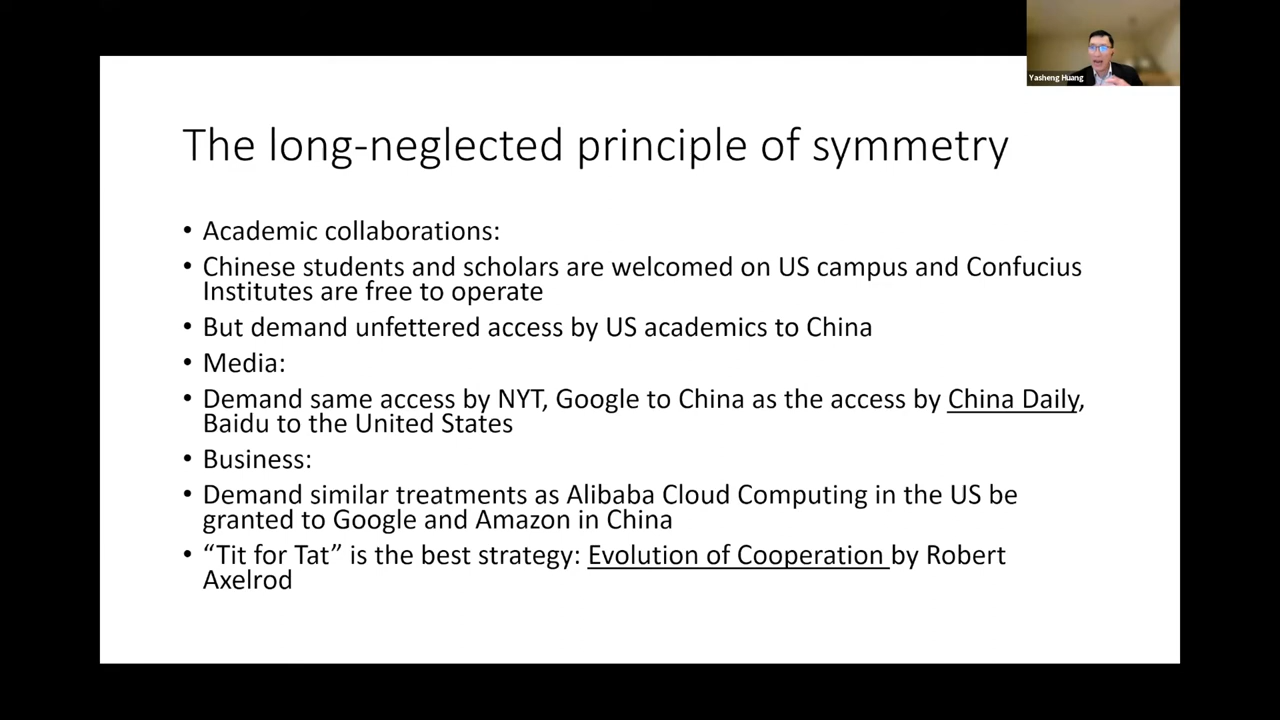 Yasheng Huang
The long-neglected principle of symmetry
• Academic collaborations:
• Chinese students and scholars are welcomed on US campus and Confucius
Institutes are free to operate
• But demand unfettered access by US academics to China
• Media:
• Demand same access by NYT, Google to China as the access by China Daily,
Baidu to the United States
• Business:
• Demand similar treatments as Alibaba Cloud Computing in the US be
granted to Google and Amazon in China
• “Tit for Tat” is the best strategy: Evolution of Cooperation by Robert
Axelrod